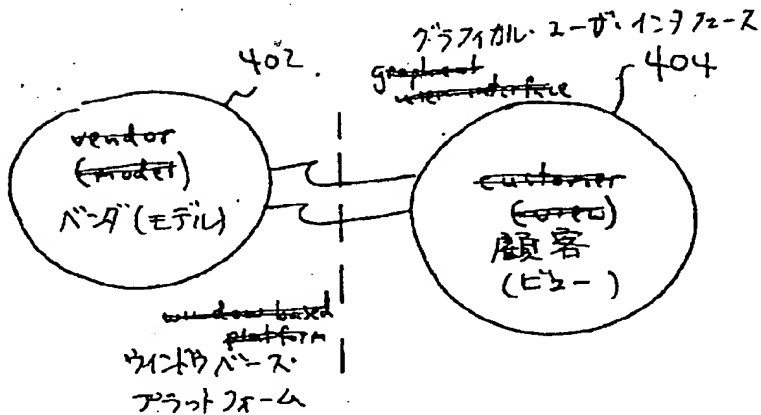 グラフィカル・ユーザ・インタフェース
graphical
user interface
402
404
vendor
(model)
ベンダ(モデル)
customer
(view)
顧客
(ビュー)
window based
platform
ウインドウベース・
プラットフォーム